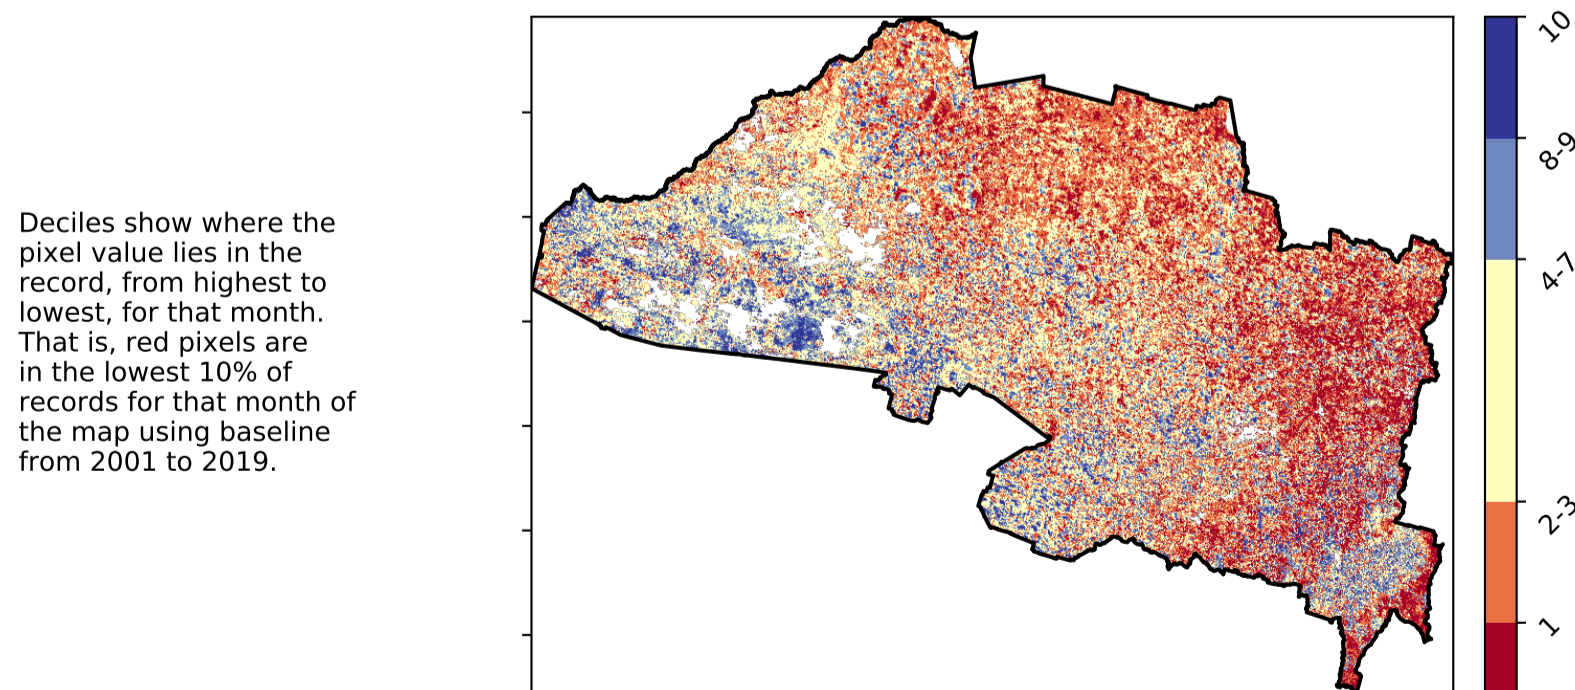 Deciles show where the
pixel value lies in the
record, from highest to
lowest, for that month.
That is, red pixels are
in the lowest 10% of
records for that month of
the map using baseline
from 2001 to 2019.
10
8-9
4-7
2-3
1